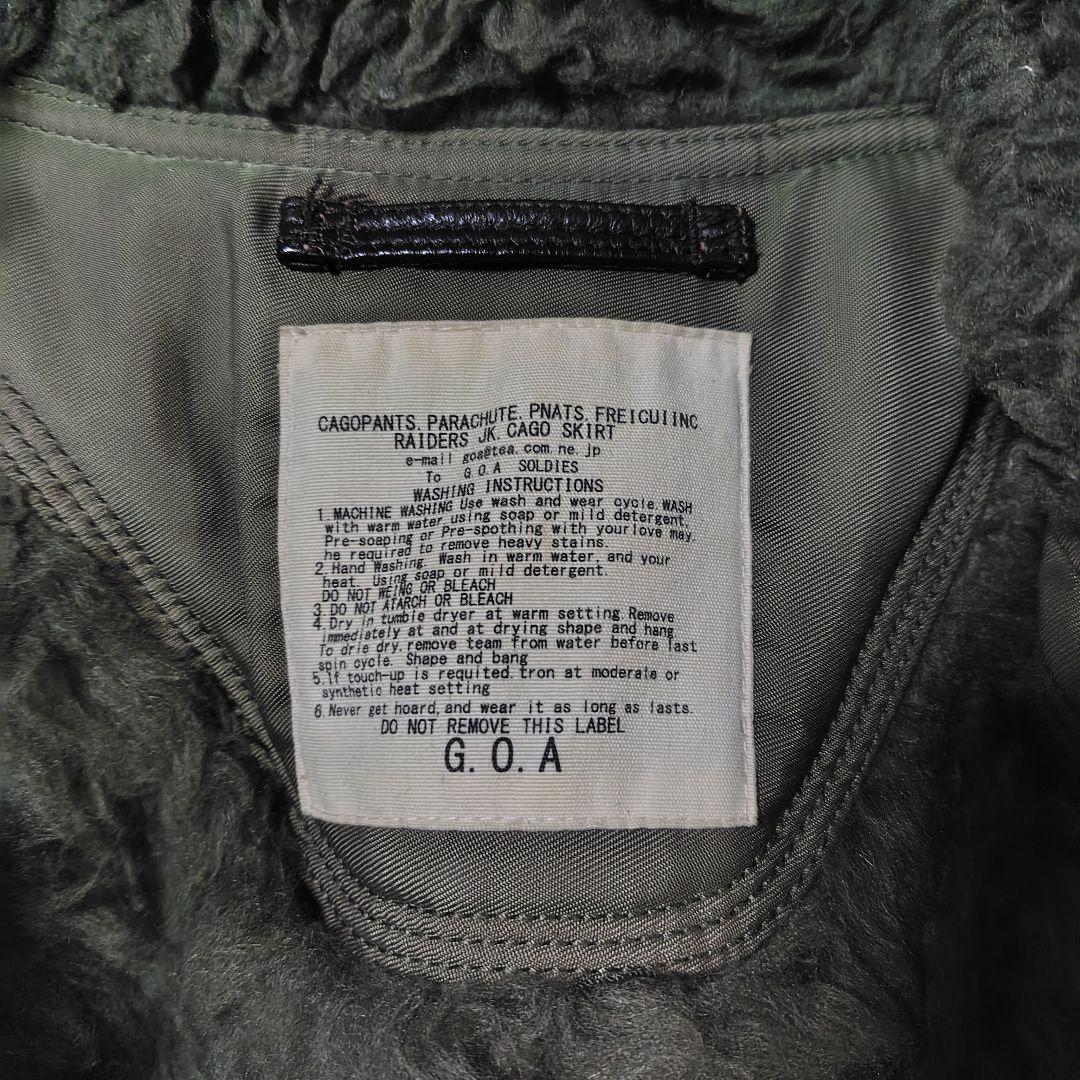 CAGOPANTS. PARACHUTE. PNATS. FREICUIINC
RAIDERS JK. CAGO SKIRT
e-mail goa@tea.com.ne.jp
To G.O.A SOLDIES
WASHING INSTRUCTIONS
1. MACHINE WASHING Use wash and wear cycle. WASH
with warm water, using soap or mild detergent.
Pre-soaping or Pre-spothing with your love may
he required to remove heavy stains.
2. Hand Washing. Wash in warm water, and your
heat. Using soap or mild detergent.
DO NOT WEING OR BLEACH
3. DO NOT ATARCH OR BLEACH
4. Dry in tumble dryer at warm setting. Remove
immediately at and at drying shape and hang
To drie dry. remove team from water before last
spin cycle. Shape and bang
5. If touch-up is requited. tron at moderate or
synthetic heat setting
6. Never get hoard, and wear it as long as lasts.
DO NOT REMOVE THIS LABEL
G. O. A